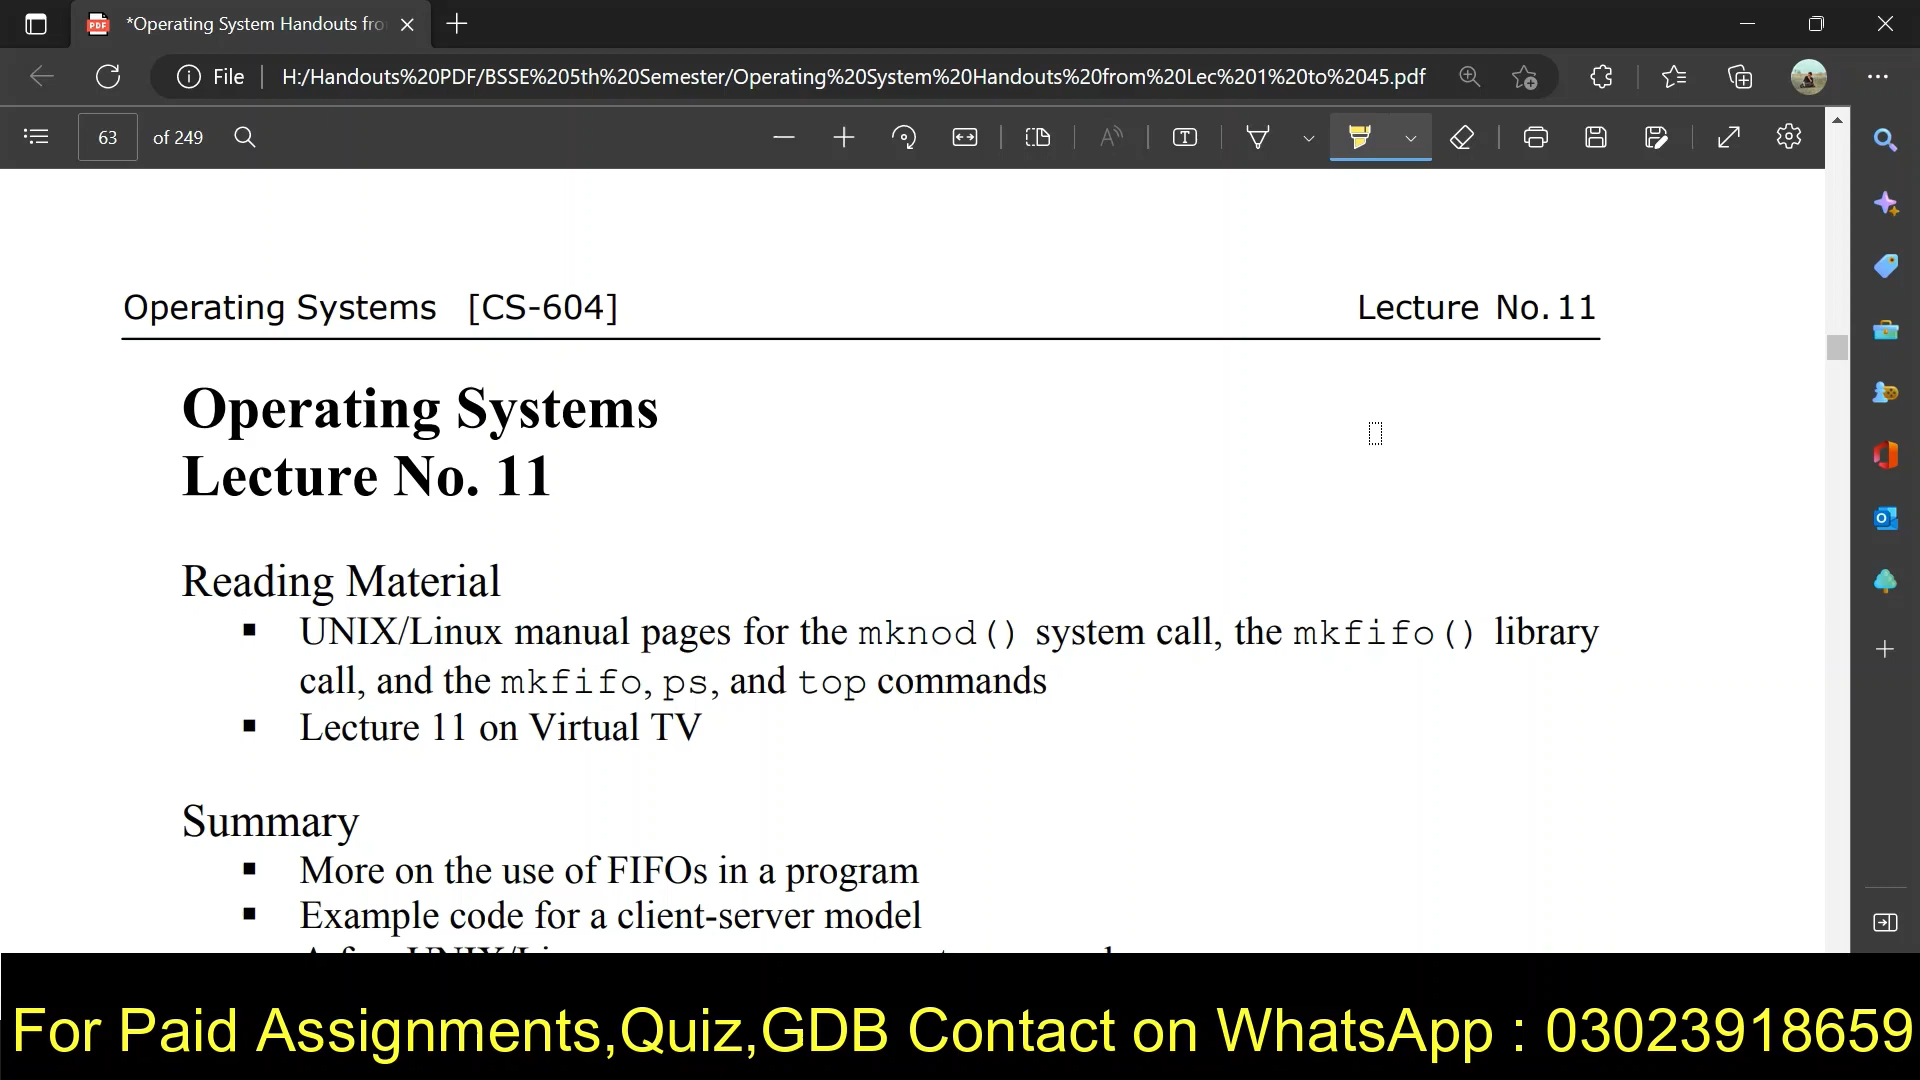 *Operating System Handouts fro
File H:/Handouts%20PDF/BSSE%205th%20Semester/Operating%20System%20Handouts%20from%20Lec%201%20to%2045.pdf
63 of 249
Operating Systems [CS-604] Lecture No.11
Operating Systems
Lecture No. 11
Reading Material
▪ UNIX/Linux manual pages for the mknod() system call, the mkfifo() library
call, and the mkfifo, ps, and top commands
▪ Lecture 11 on Virtual TV
Summary
▪ More on the use of FIFOs in a program
▪ Example code for a client-server model
For Paid Assignments,Quiz,GDB Contact on WhatsApp : 03023918659